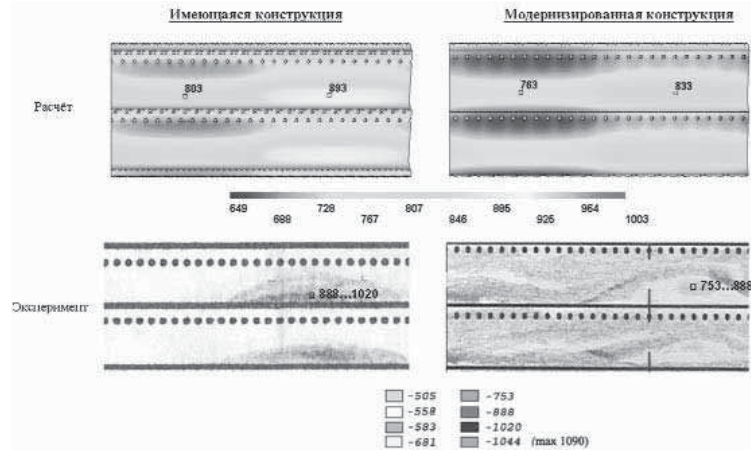 Имеющаяся конструкция
Модернизированная конструкция
Расчёт
803
893
763
833
649 688 728 767 807 846 885 925 964 1003
Эксперимент
888...1020
753...888
-505 -753
-558 -888
-583 -1020
-681 -1044 (max 1090)